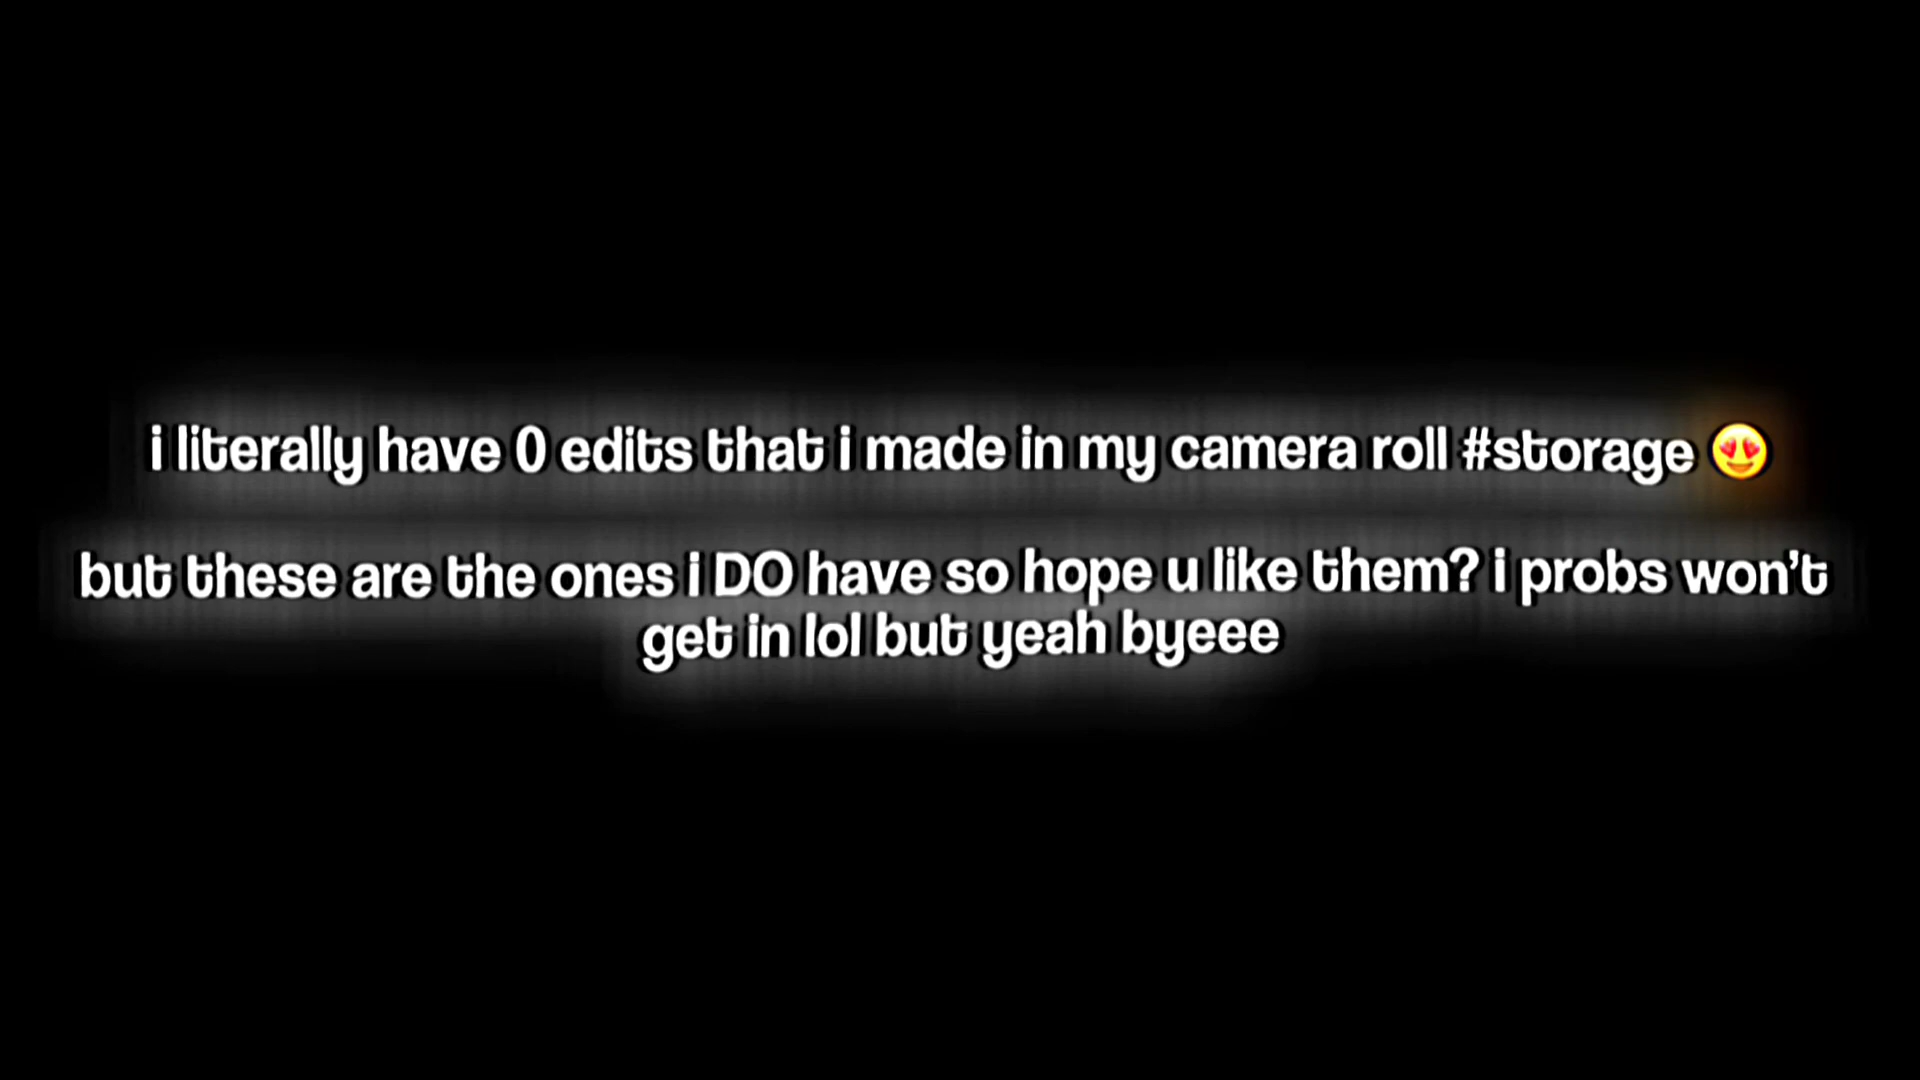 i literally have 0 edits that i made in my camera roll #storage 😍
but these are the ones i DO have so hope u like them? i probs won't
get in lol but yeah byeee